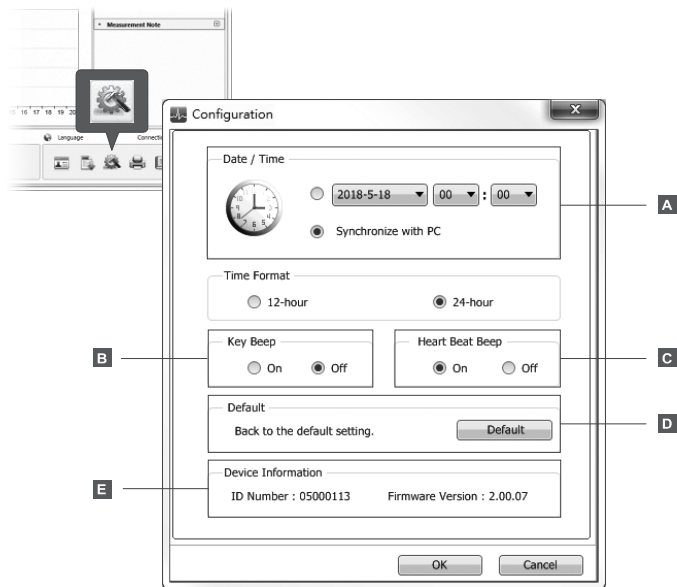 Measurement Note
16 17 18 19 20
Language
Configuration
Date / Time
2018-5-18 00 : 00
Synchronize with PC
A
Time Format
12-hour 24-hour
B
Key Beep
On Off
Heart Beat Beep
On Off
C
Default
Back to the default setting. Default
D
Device Information
E
ID Number : 05000113 Firmware Version : 2.00.07
OK Cancel